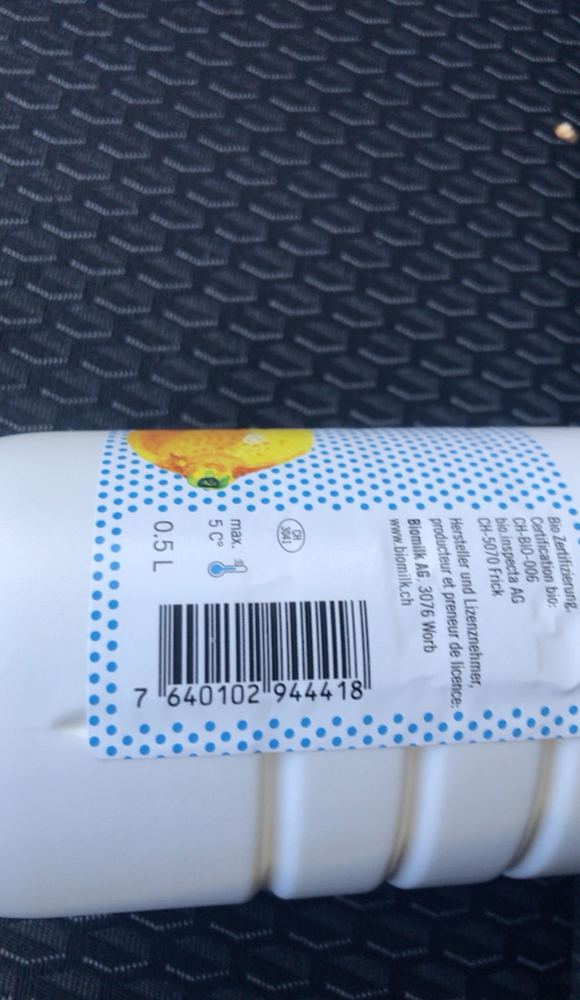 Bio Zertifizierung,
Certification bio:
CH-BIO-006
bio.inspecta AG
CH-5070 Frick
Hersteller und Lizenznehmer,
producteur et preneur de licence:
Biomilk AG, 3076 Worb
www.biomilk.ch
CH
3041
max.
5 C°
0.5 L
7 640102 944418